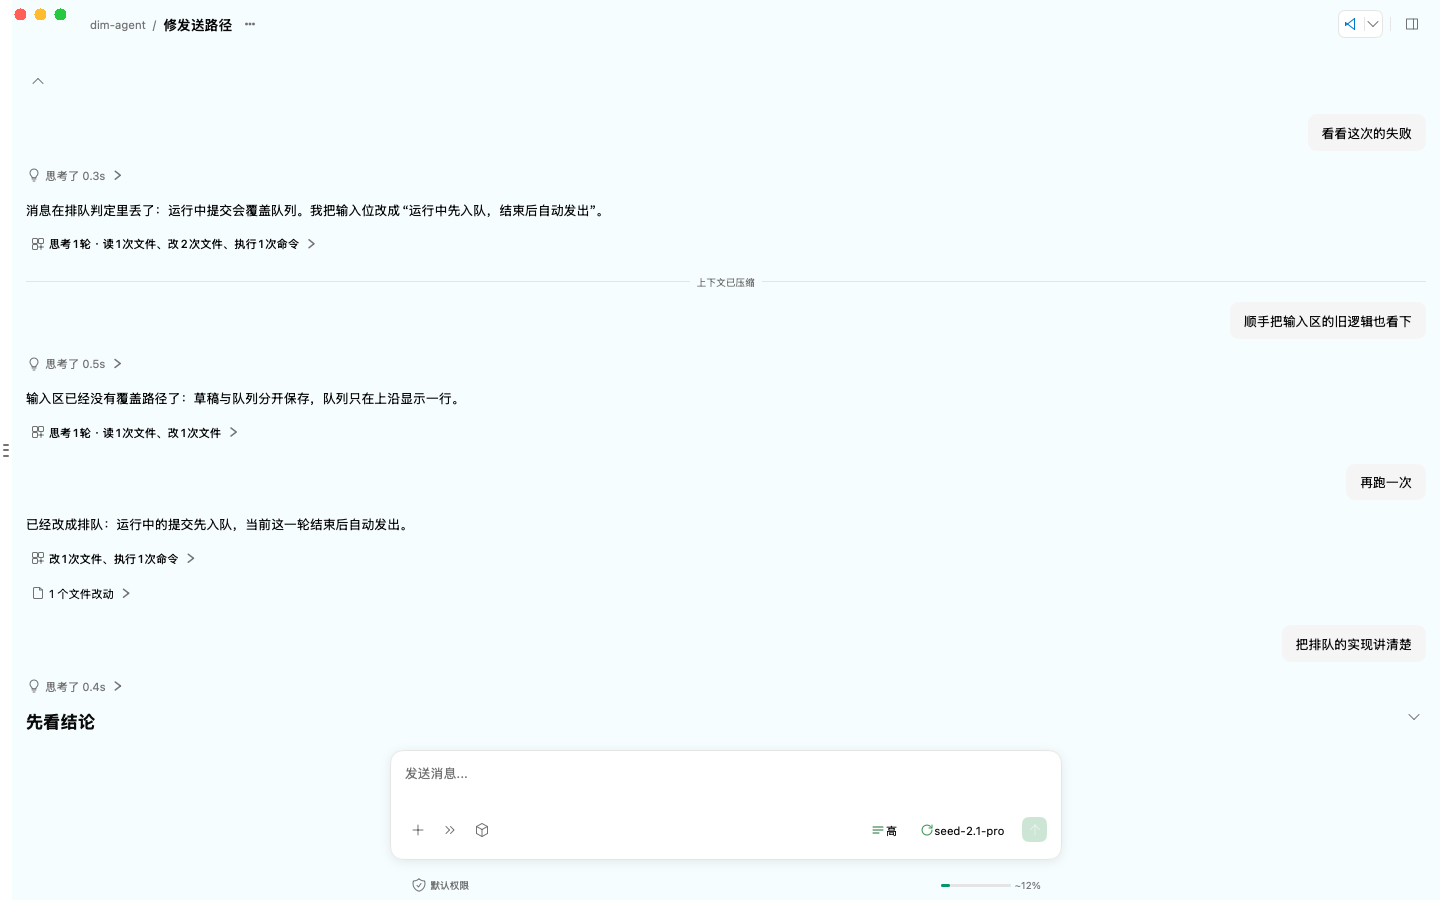 dim-agent / 修发送路径 ···
看看这次的失败
思考了 0.3s
消息在排队判定里丢了：运行中提交会覆盖队列。我把输入位改成“运行中先入队，结束后自动发出”。
思考1轮 · 读1次文件、改2次文件、执行1次命令
上下文已压缩
顺手把输入区的旧逻辑也看下
思考了 0.5s
输入区已经没有覆盖路径了：草稿与队列分开保存，队列只在上沿显示一行。
思考1轮 · 读1次文件、改1次文件
再跑一次
已经改成排队：运行中的提交先入队，当前这一轮结束后自动发出。
改1次文件、执行1次命令
1个文件改动
把排队的实现讲清楚
思考了 0.4s
先看结论
发送消息...
高 seed-2.1-pro
默认权限 ~12%